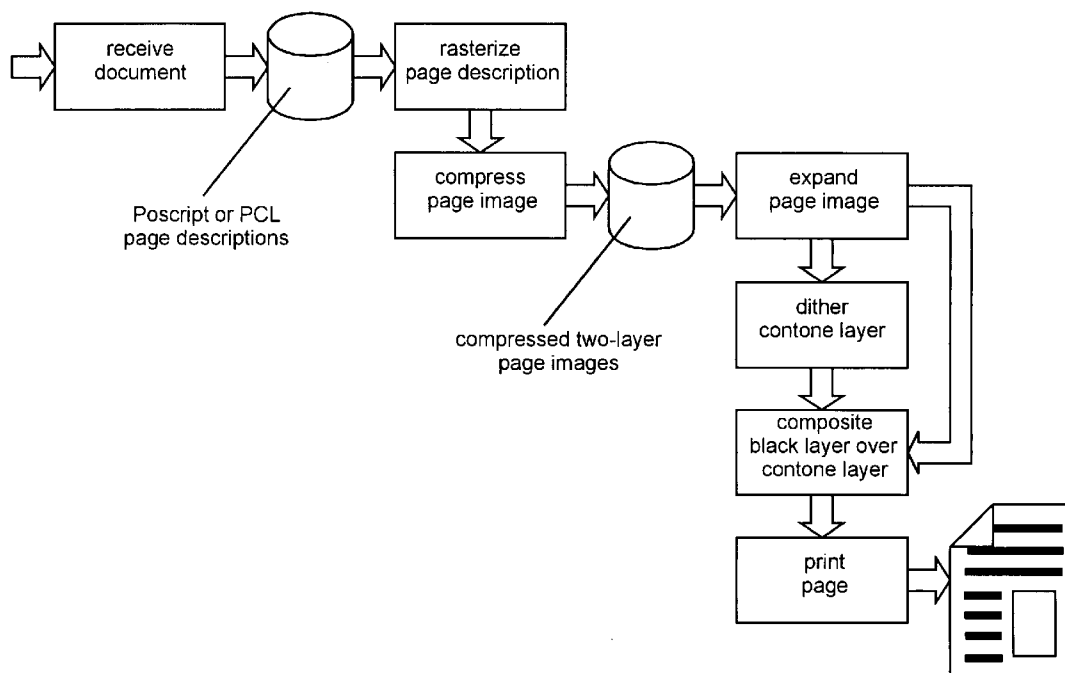 receive
document
rasterize
page description
compress
page image
expand
page image
Poscript or PCL
page descriptions
dither
contone layer
compressed two-layer
page images
composite
black layer over
contone layer
print
page